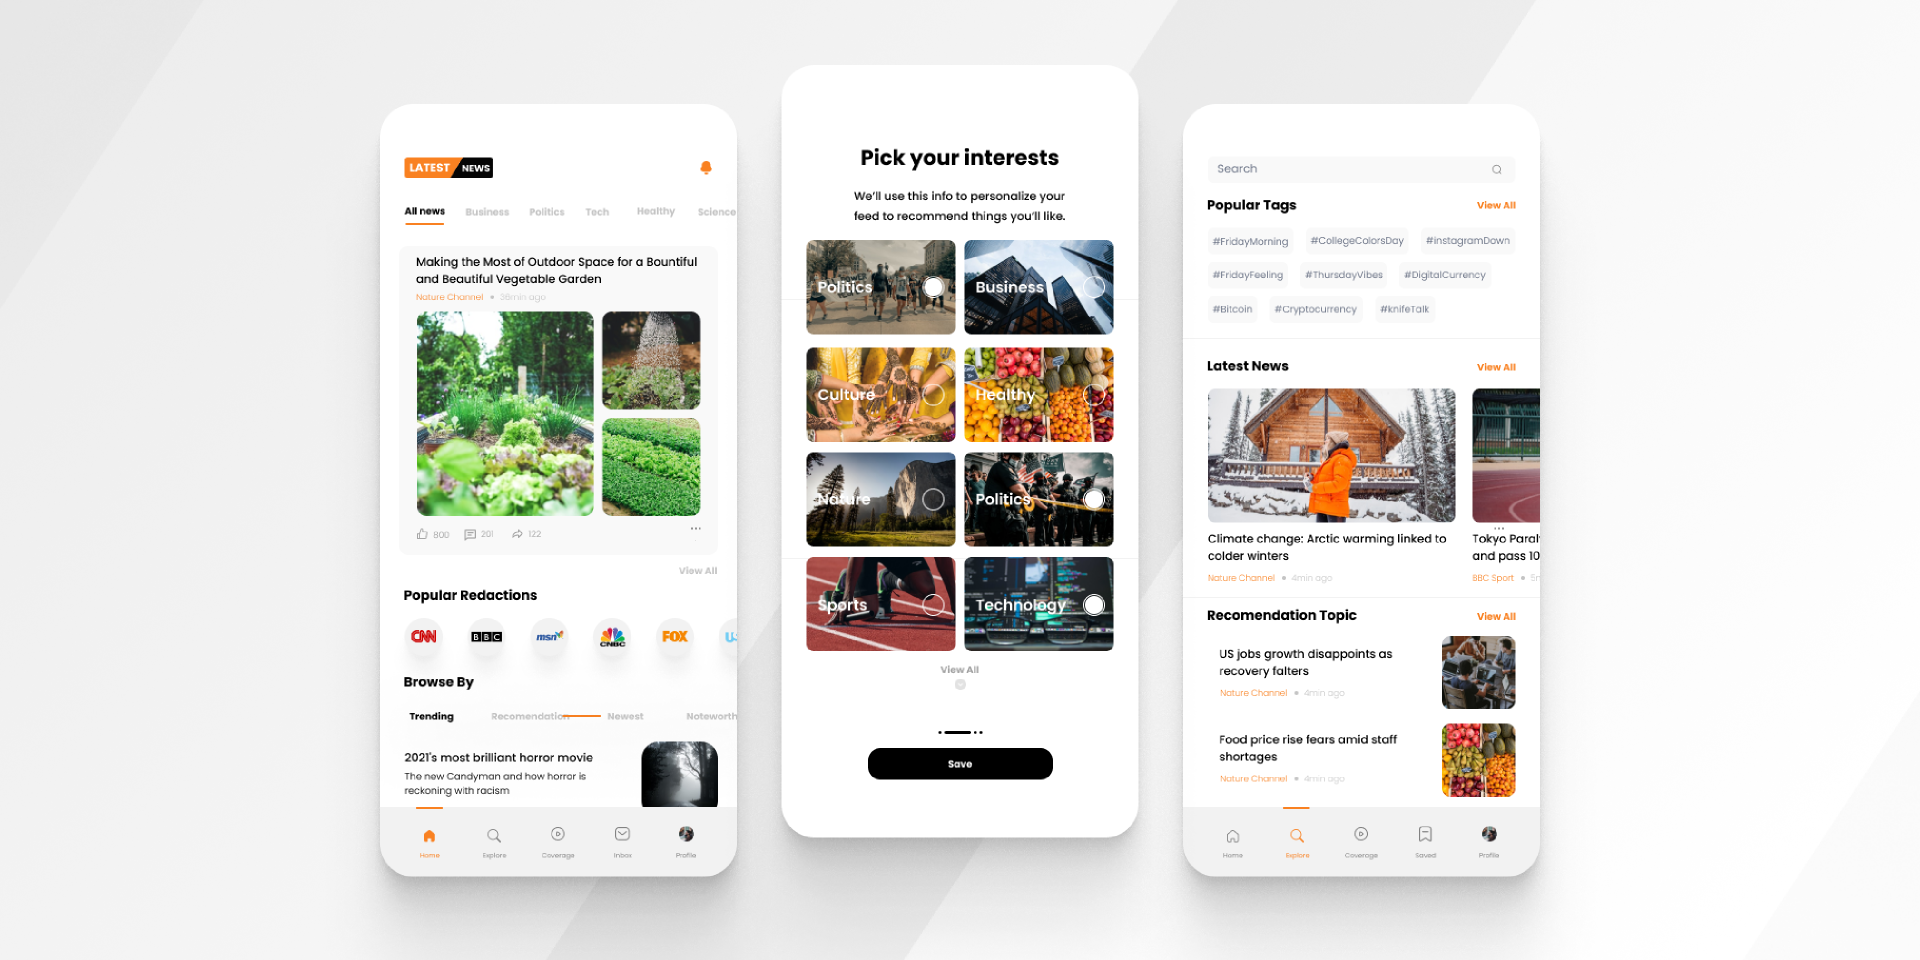 LATEST NEWS
All news Business Politics Tech Healthy Science
Making the Most of Outdoor Space for a Bountiful
and Beautiful Vegetable Garden
Nature Channel • 36min ago
800 201 122
View All
Popular Redactions
CNN BBC msn CNBC FOX
Browse By
Trending Recomendation Newest Noteworth
2021's most brilliant horror movie
The new Candyman and how horror is
reckoning with racism
Home Explore Coverage Inbox Profile
Pick your interests
We'll use this info to personalize your
feed to recommend things you'll like.
Politics Business
Culture Healthy
Nature Politics
Sports Technology
View All
Save
Search
Popular Tags View All
#FridayMorning #CollegeColorsDay #instagramDown
#FridayFeeling #ThursdayVibes #DigitalCurrency
#Bitcoin #Cryptocurrency #knifeTalk
Latest News View All
Climate change: Arctic warming linked to
colder winters
Nature Channel • 4min ago
Tokyo Paral
and pass 10
BBC Sport • 5m
Recomendation Topic View All
US jobs growth disappoints as
recovery falters
Nature Channel • 4min ago
Food price rise fears amid staff
shortages
Nature Channel • 4min ago
Home Explore Coverage Saved Profile